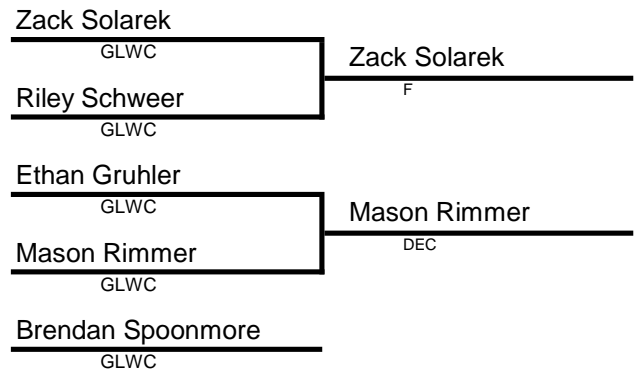 Zack Solarek
GLWC
Riley Schweer
GLWC
Zack Solarek
F
Ethan Gruhler
GLWC
Mason Rimmer
GLWC
Mason Rimmer
DEC
Brendan Spoonmore
GLWC